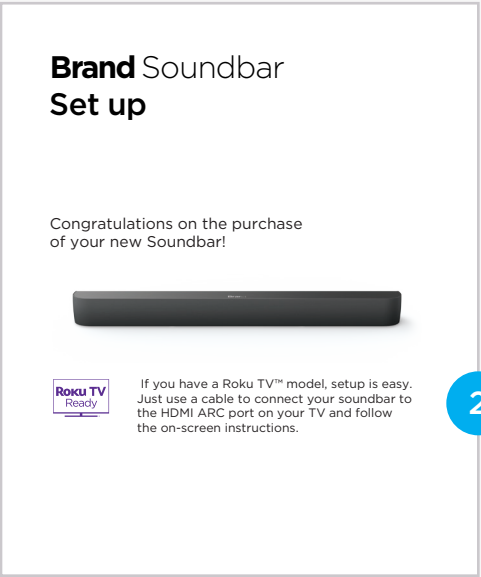 Brand Soundbar
Set up
Congratulations on the purchase
of your new Soundbar!
Roku TV
Ready
If you have a Roku TV™ model, setup is easy.
Just use a cable to connect your soundbar to
the HDMI ARC port on your TV and follow
the on-screen instructions.
2